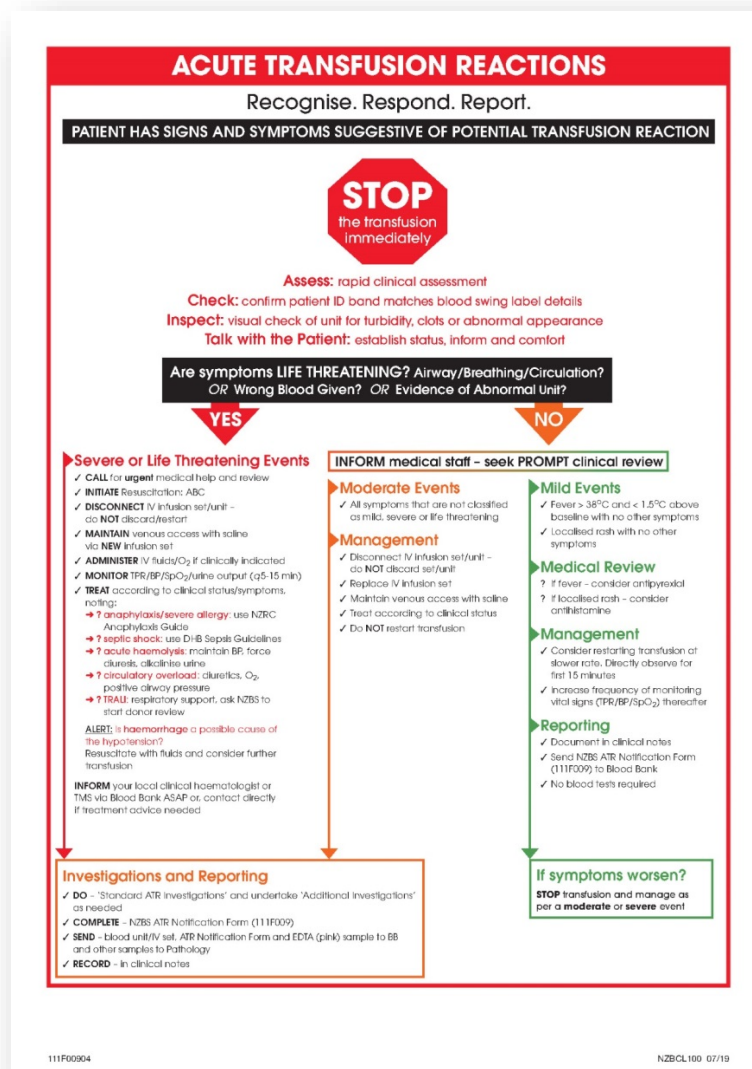 ACUTE TRANSFUSION REACTIONS
Recognise. Respond. Report.
PATIENT HAS SIGNS AND SYMPTOMS SUGGESTIVE OF POTENTIAL TRANSFUSION REACTION
STOP
the transfusion
immediately
Assess: rapid clinical assessment
Check: confirm patient ID band matches blood swing label details
Inspect: visual check of unit for turbidity, clots or abnormal appearance
Talk with the Patient: establish status, inform and comfort
Are symptoms LIFE THREATENING? Airway/Breathing/Circulation?
OR Wrong Blood Given? OR Evidence of Abnormal Unit?
YES
NO
Severe or Life Threatening Events
✓ CALL for urgent medical help and review
✓ INITIATE Resuscitation: ABC
✓ DISCONNECT IV infusion set/unit –
do NOT discard/restart
✓ MAINTAIN venous access with saline
via NEW infusion set
✓ ADMINISTER IV fluids/O₂ if clinically indicated
✓ MONITOR TPR/BP/SpO₂/urine output (q5-15 min)
✓ TREAT according to clinical status/symptoms,
noting:
➔ ? anaphylaxis/severe allergy: use NZRC
Anaphylaxis Guide
➔ ? septic shock: use DHB Sepsis Guidelines
➔ ? acute haemolysis: maintain BP, force
diuresis, alkalinise urine
➔ ? circulatory overload: diuretics, O₂,
positive airway pressure
➔ ? TRALI: respiratory support, ask NZBS to
start donor review
ALERT: Is haemorrhage a possible cause of
the hypotension?
Resuscitate with fluids and consider further
transfusion
INFORM your local clinical haematologist or
TMS via Blood Bank ASAP or, contact directly
if treatment advice needed
INFORM medical staff – seek PROMPT clinical review
Moderate Events
✓ All symptoms that are not classified
as mild, severe or life threatening
Management
✓ Disconnect IV infusion set/unit –
do NOT discard set/unit
✓ Replace IV infusion set
✓ Maintain venous access with saline
✓ Treat according to clinical status
✓ Do NOT restart transfusion
Mild Events
✓ Fever > 38°C and < 1.5°C above
baseline with no other symptoms
✓ Localised rash with no other
symptoms
Medical Review
? If fever – consider antipyrexial
? If localised rash – consider
antihistamine
Management
✓ Consider restarting transfusion at
slower rate. Directly observe for
first 15 minutes
✓ Increase frequency of monitoring
vital signs (TPR/BP/SpO₂) thereafter
Reporting
✓ Document in clinical notes
✓ Send NZBS ATR Notification Form
(111F009) to Blood Bank
✓ No blood tests required
Investigations and Reporting
✓ DO – 'Standard ATR Investigations' and undertake 'Additional Investigations'
as needed
✓ COMPLETE – NZBS ATR Notification Form (111F009)
✓ SEND – blood unit/IV set, ATR Notification Form and EDTA (pink) sample to BB
and other samples to Pathology
✓ RECORD – in clinical notes
If symptoms worsen?
STOP transfusion and manage as
per a moderate or severe event
111F00904
NZBCL100 07/19